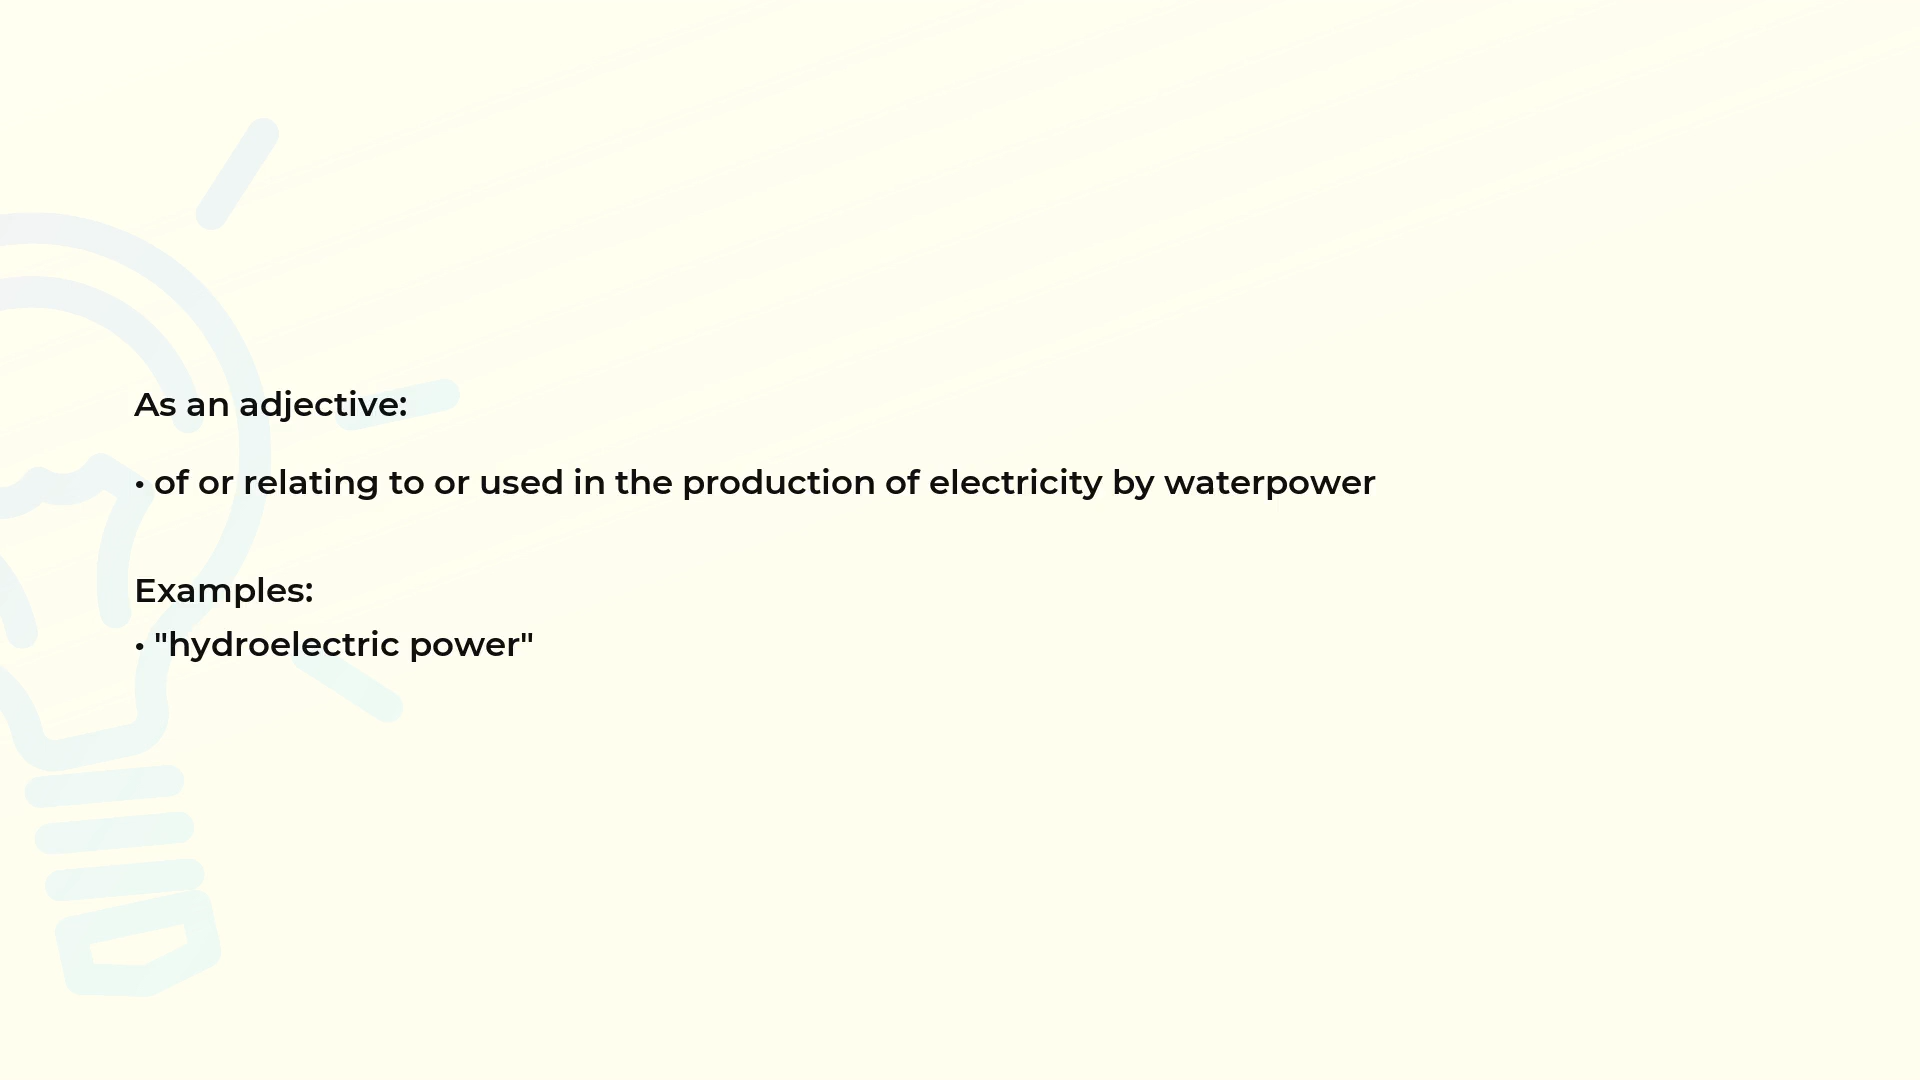 As an adjective:
• of or relating to or used in the production of electricity by waterpower
Examples:
• "hydroelectric power"